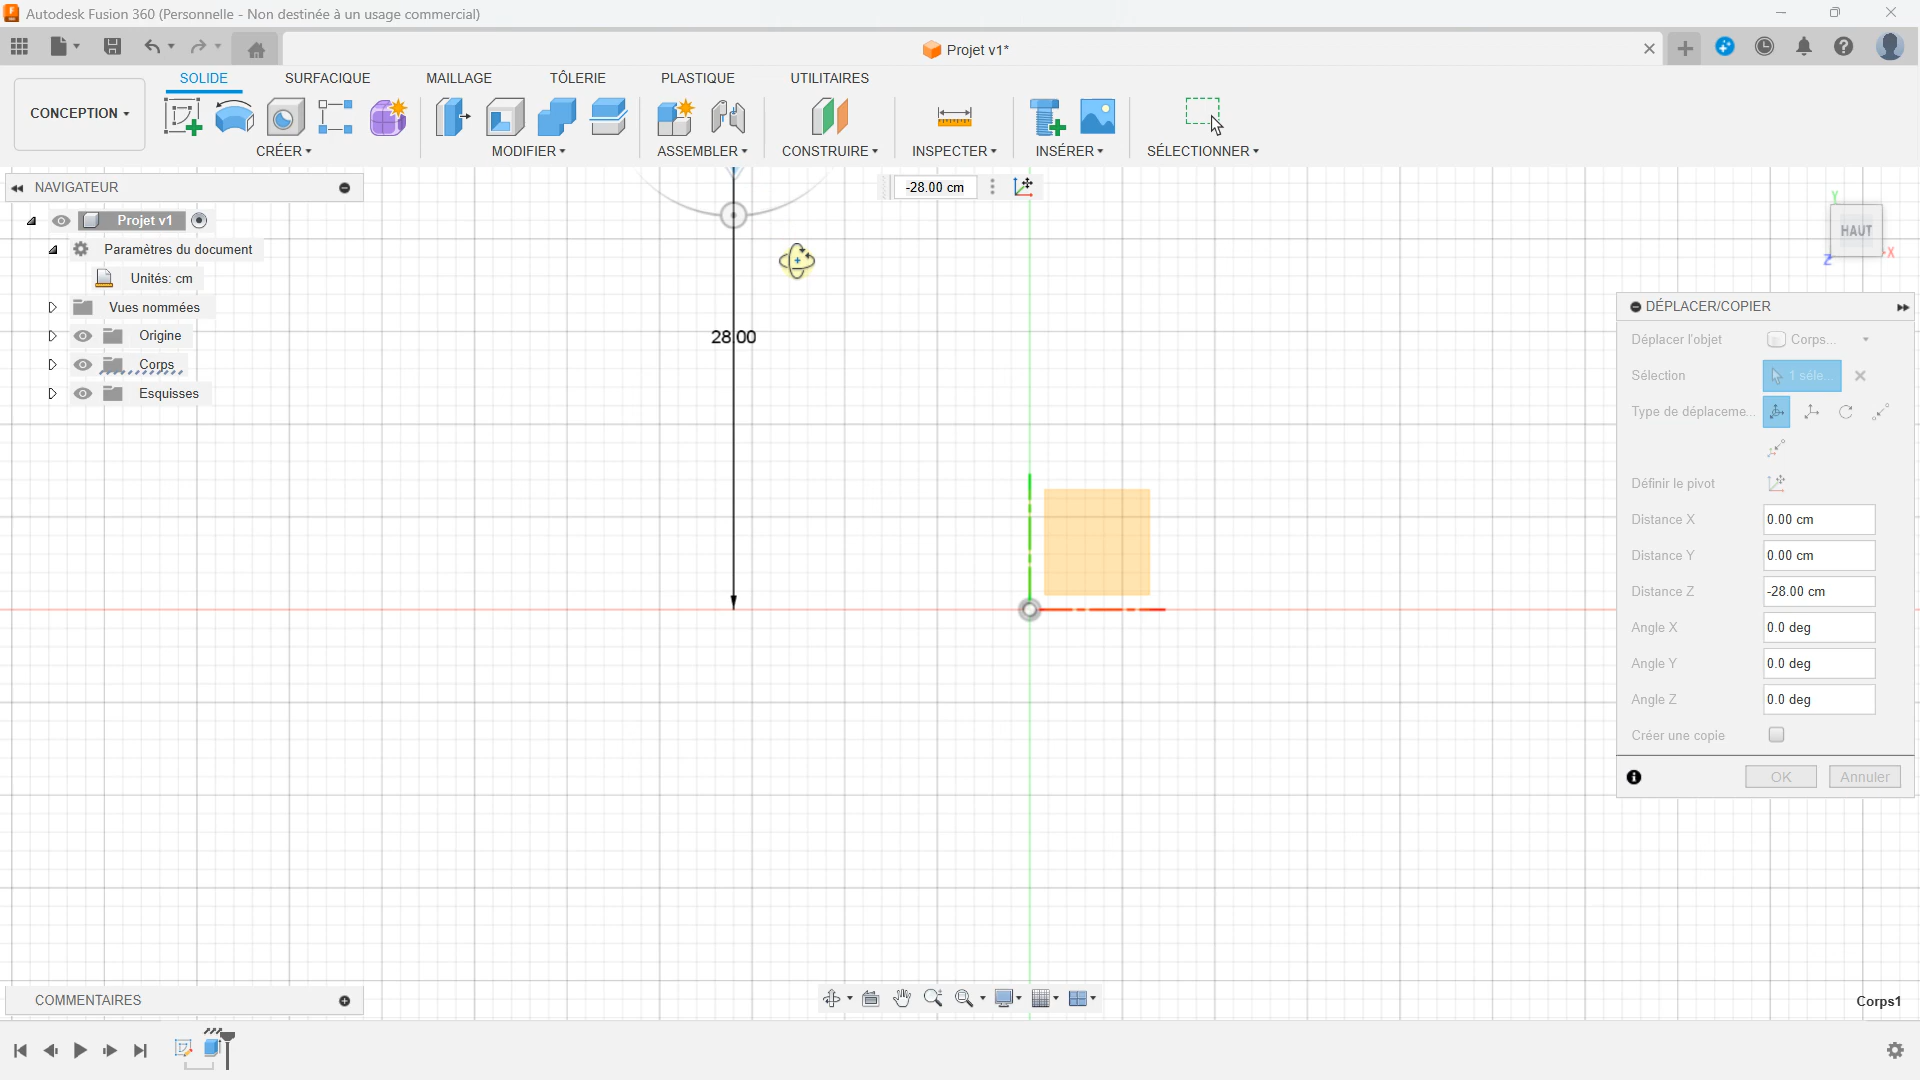 Autodesk Fusion 360 (Personnelle - Non destinée à un usage commercial)
Projet v1*
CONCEPTION
SOLIDE
SURFACIQUE
MAILLAGE
TÔLERIE
PLASTIQUE
UTILITAIRES
CRÉER
MODIFIER
ASSEMBLER
CONSTRUIRE
INSPECTER
INSÉRER
SÉLECTIONNER
NAVIGATEUR
Projet v1
Paramètres du document
Unités: cm
Vues nommées
Origine
Corps
Esquisses
-28.00 cm
28.00
Y
HAUT
X
Z
DÉPLACER/COPIER
Déplacer l'objet Corps...
Sélection 1 séle...
Type de déplaceme...
Définir le pivot
Distance X 0.00 cm
Distance Y 0.00 cm
Distance Z -28.00 cm
Angle X 0.0 deg
Angle Y 0.0 deg
Angle Z 0.0 deg
Créer une copie
OK Annuler
COMMENTAIRES
Corps1